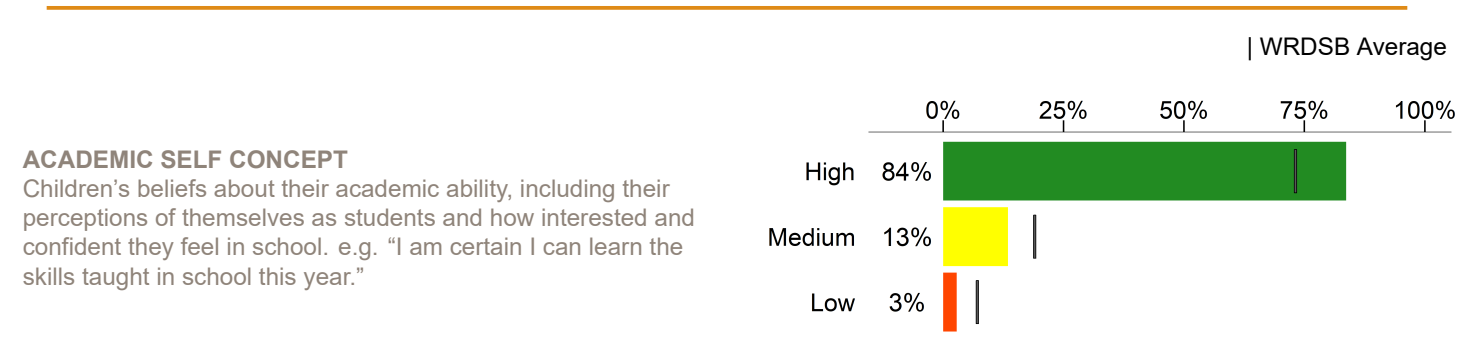 | WRDSB Average
0% 25% 50% 75% 100%
ACADEMIC SELF CONCEPT
Children’s beliefs about their academic ability, including their
perceptions of themselves as students and how interested and
confident they feel in school. e.g. “I am certain I can learn the
skills taught in school this year.”
High 84%
Medium 13%
Low 3%